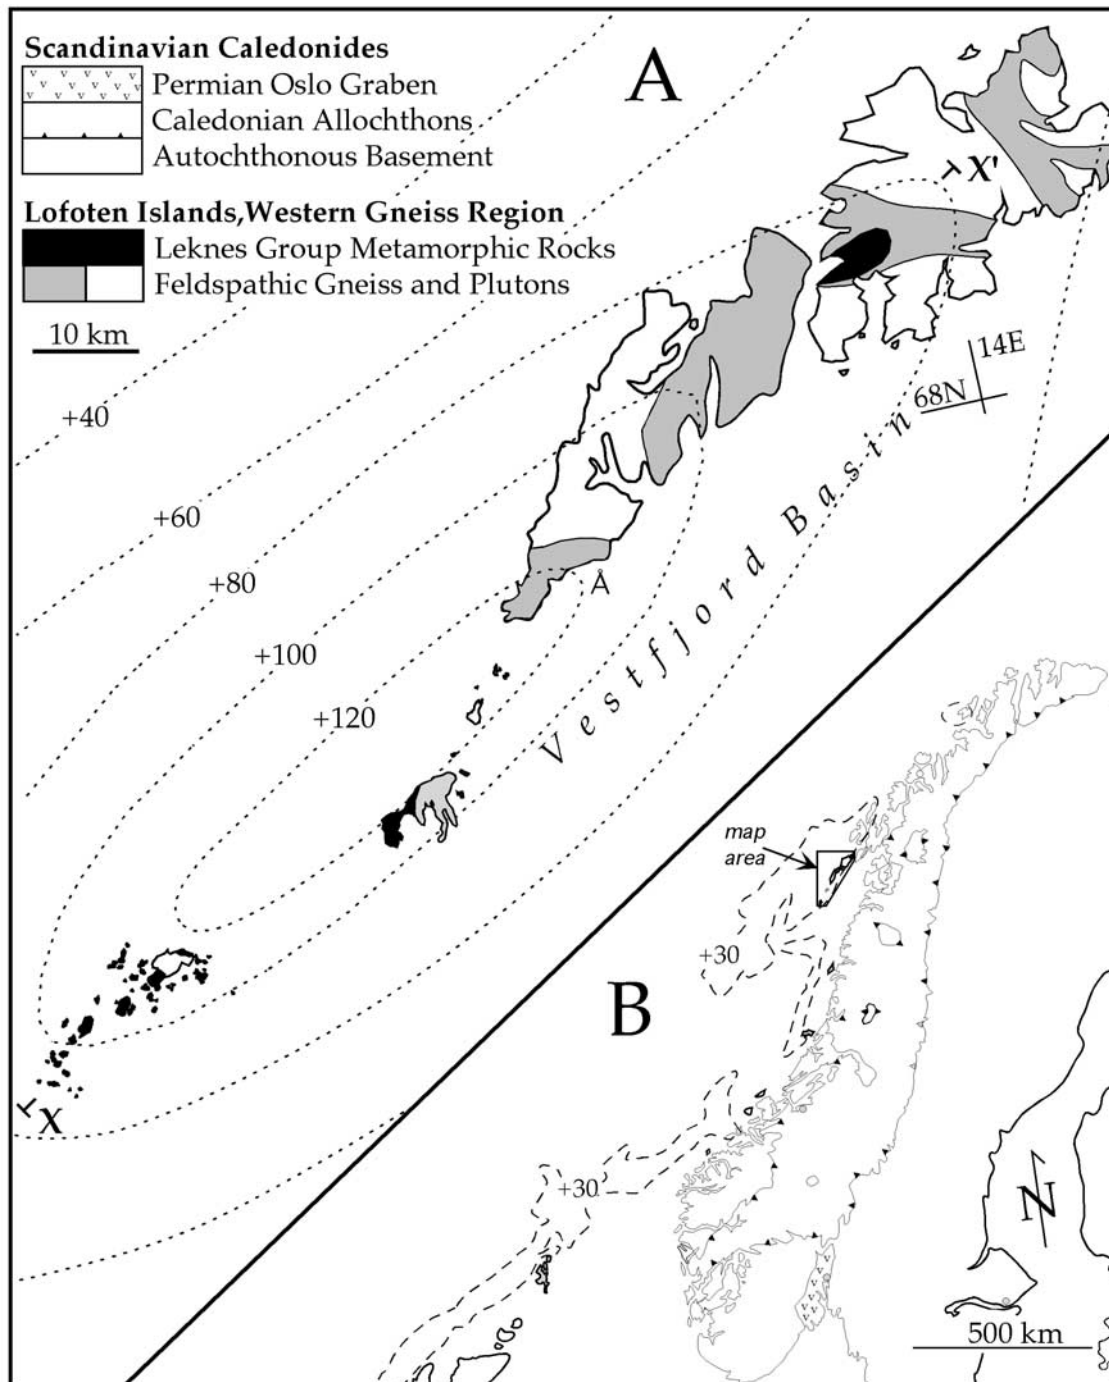 Scandinavian Caledonides
Permian Oslo Graben
Caledonian Allochthons
Autochthonous Basement
Lofoten Islands,Western Gneiss Region
Leknes Group Metamorphic Rocks
Feldspathic Gneiss and Plutons
10 km
A
X'
14E
68N
+40
+60
+80
+100
+120
Å
Vestfjord Basin
X
map
area
+30
B
+30
N
500 km